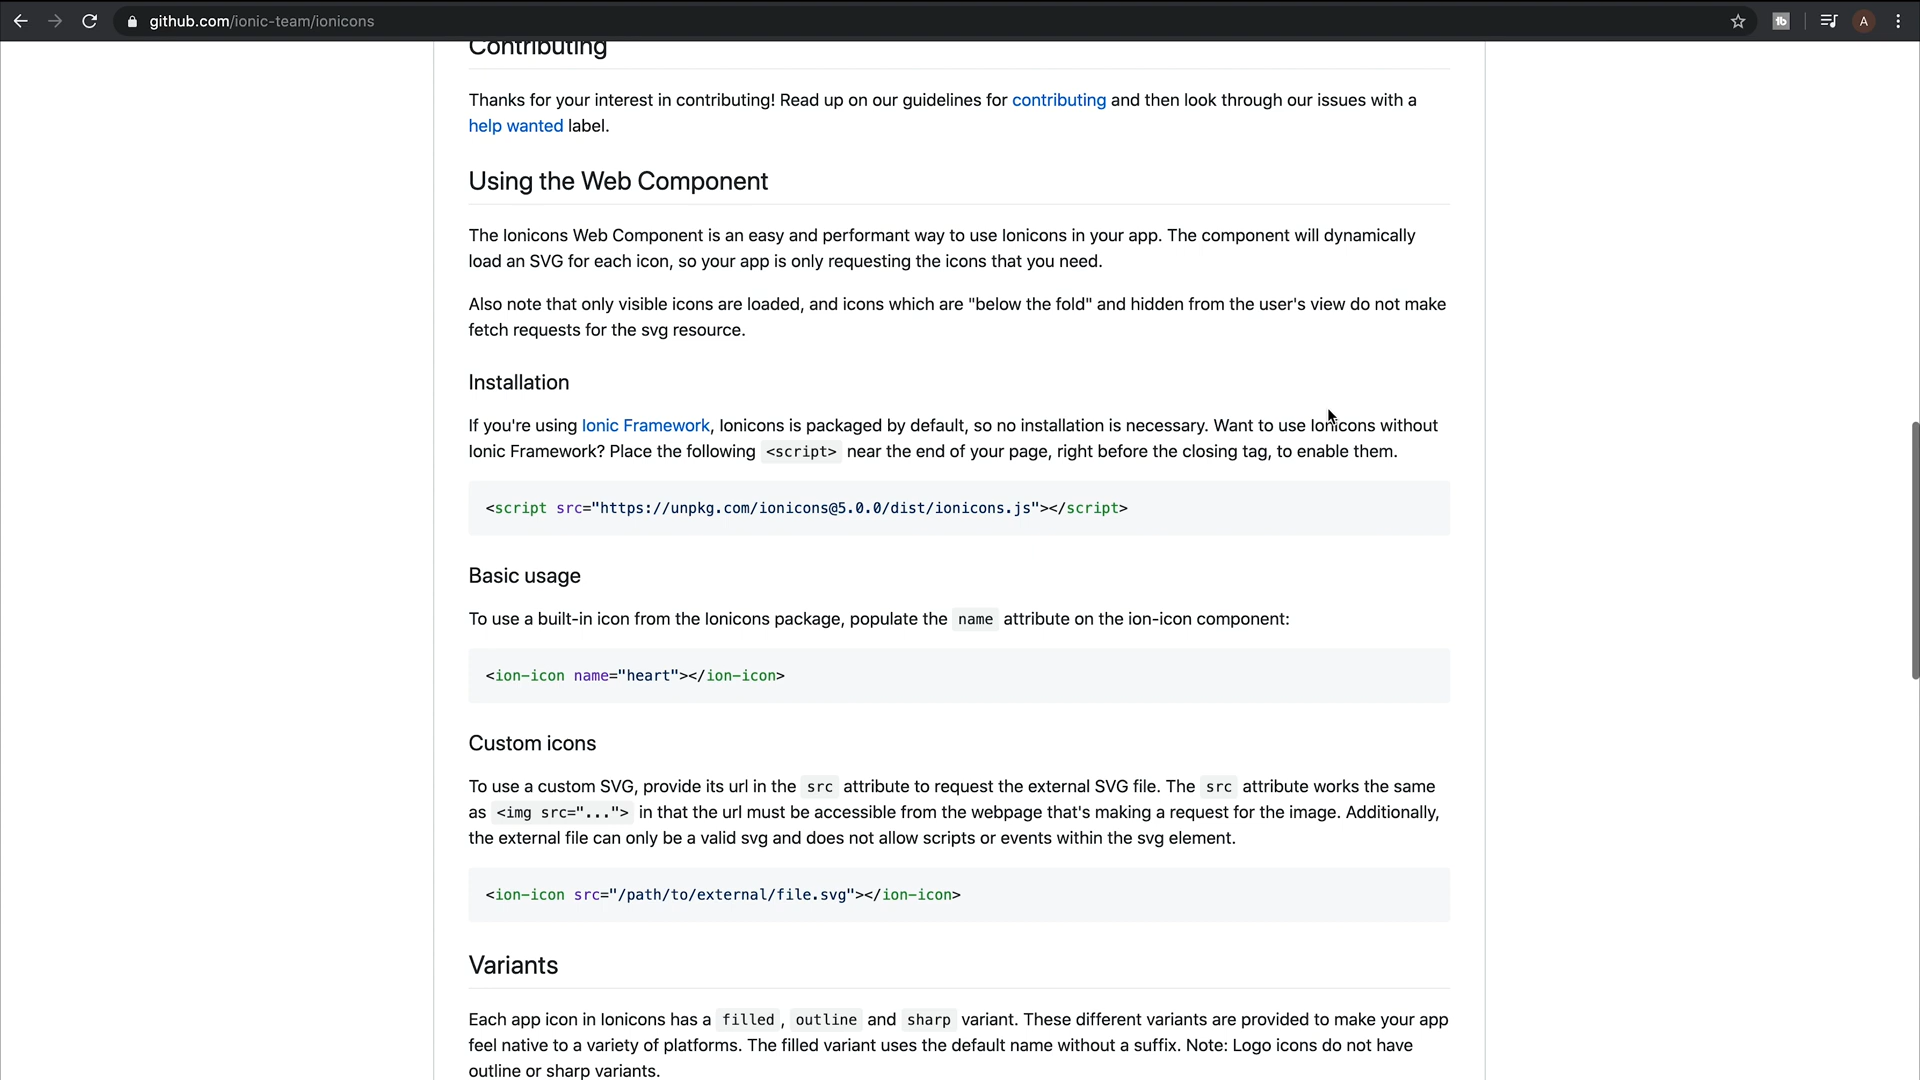 github.com/ionic-team/ionicons
A
Contributing
Thanks for your interest in contributing! Read up on our guidelines for contributing and then look through our issues with a
help wanted label.
Using the Web Component
The Ionicons Web Component is an easy and performant way to use Ionicons in your app. The component will dynamically
load an SVG for each icon, so your app is only requesting the icons that you need.
Also note that only visible icons are loaded, and icons which are "below the fold" and hidden from the user's view do not make
fetch requests for the svg resource.
Installation
If you're using Ionic Framework, Ionicons is packaged by default, so no installation is necessary. Want to use Ionicons without
Ionic Framework? Place the following <script> near the end of your page, right before the closing tag, to enable them.
<script src="https://unpkg.com/ionicons@5.0.0/dist/ionicons.js"></script>
Basic usage
To use a built-in icon from the Ionicons package, populate the name attribute on the ion-icon component:
<ion-icon name="heart"></ion-icon>
Custom icons
To use a custom SVG, provide its url in the src attribute to request the external SVG file. The src attribute works the same
as <img src="..."> in that the url must be accessible from the webpage that's making a request for the image. Additionally,
the external file can only be a valid svg and does not allow scripts or events within the svg element.
<ion-icon src="/path/to/external/file.svg"></ion-icon>
Variants
Each app icon in Ionicons has a filled, outline and sharp variant. These different variants are provided to make your app
feel native to a variety of platforms. The filled variant uses the default name without a suffix. Note: Logo icons do not have
outline or sharp variants.